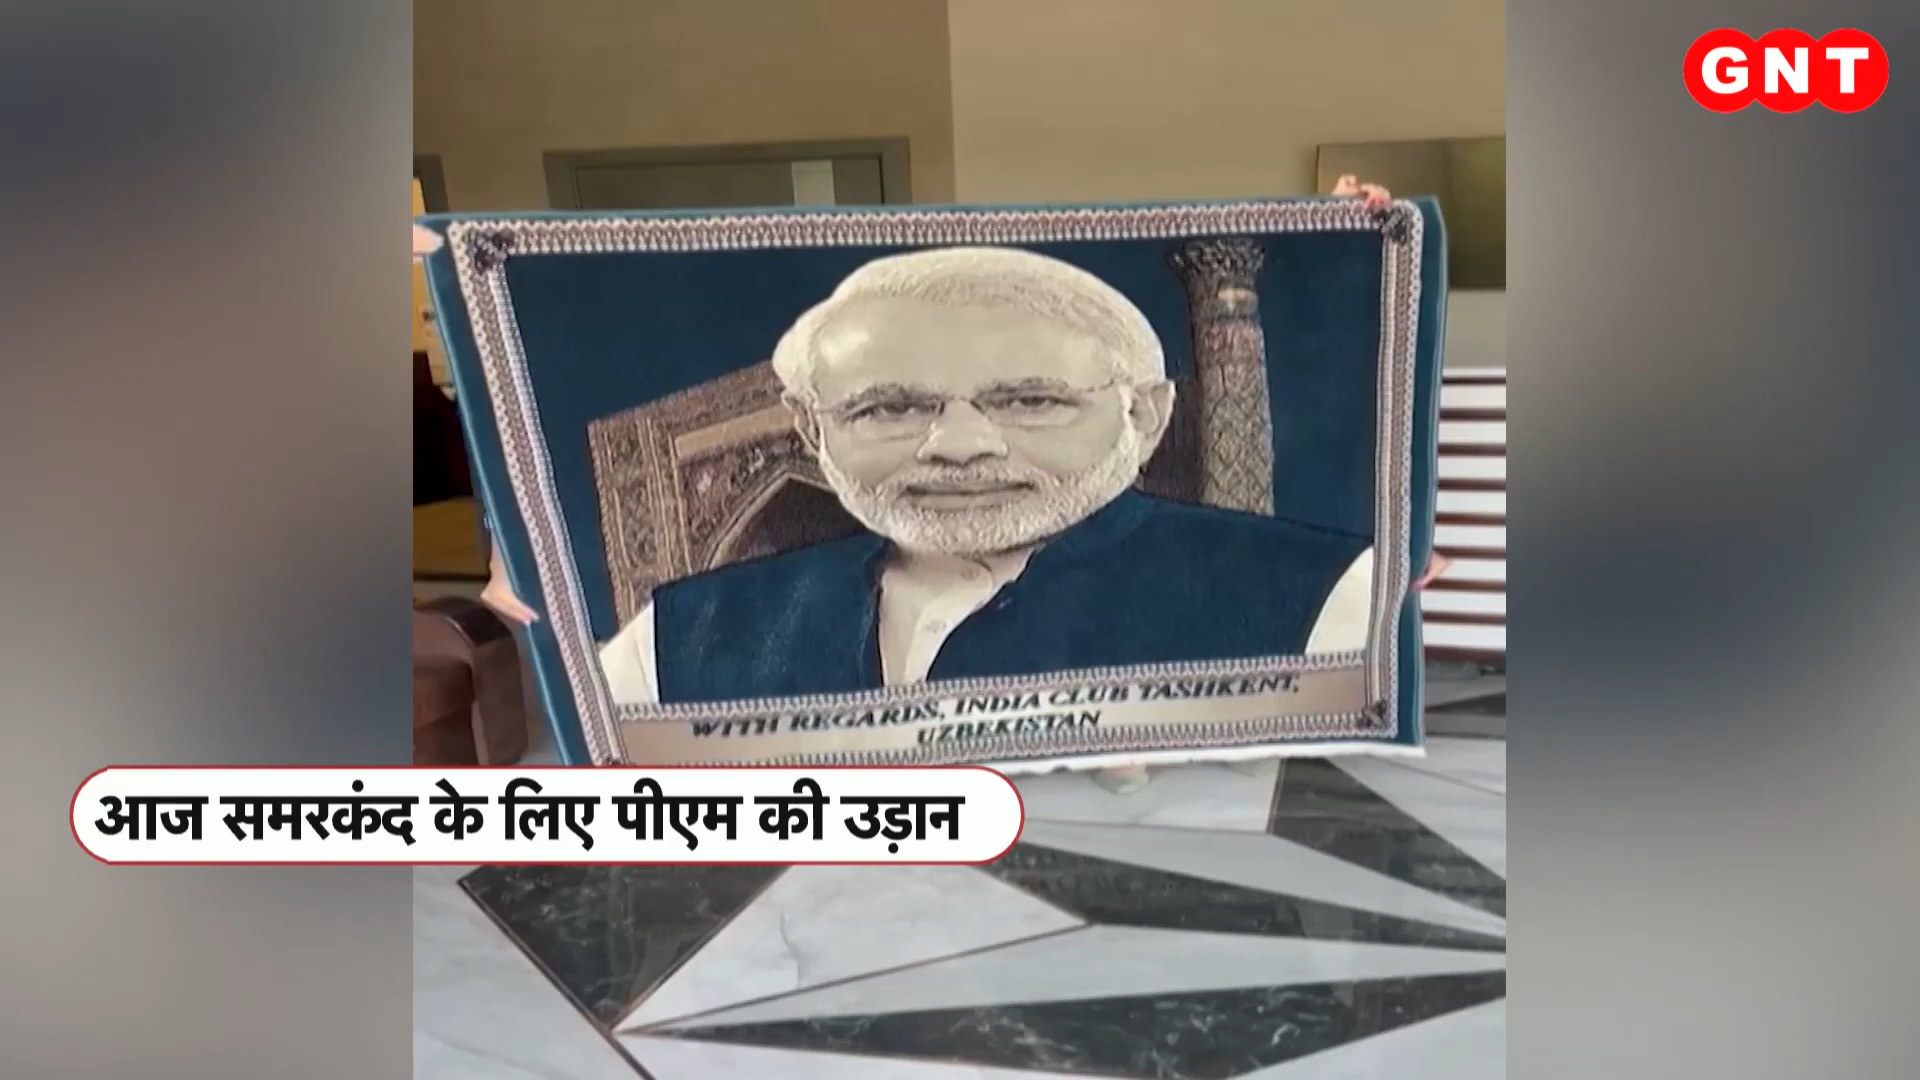 GNT
WITH REGARDS, INDIA CLUB TASHKENT,
UZBEKISTAN
आज समरकंद के लिए पीएम की उड़ान